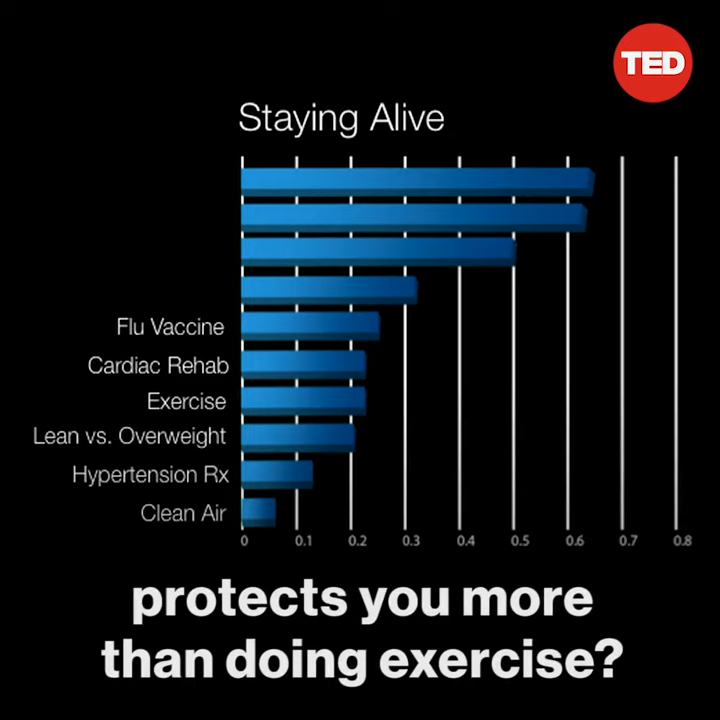 TED
Staying Alive
Flu Vaccine
Cardiac Rehab
Exercise
Lean vs. Overweight
Hypertension Rx
Clean Air
0 0.1 0.2 0.3 0.4 0.5 0.6 0.7 0.8
protects you more
than doing exercise?